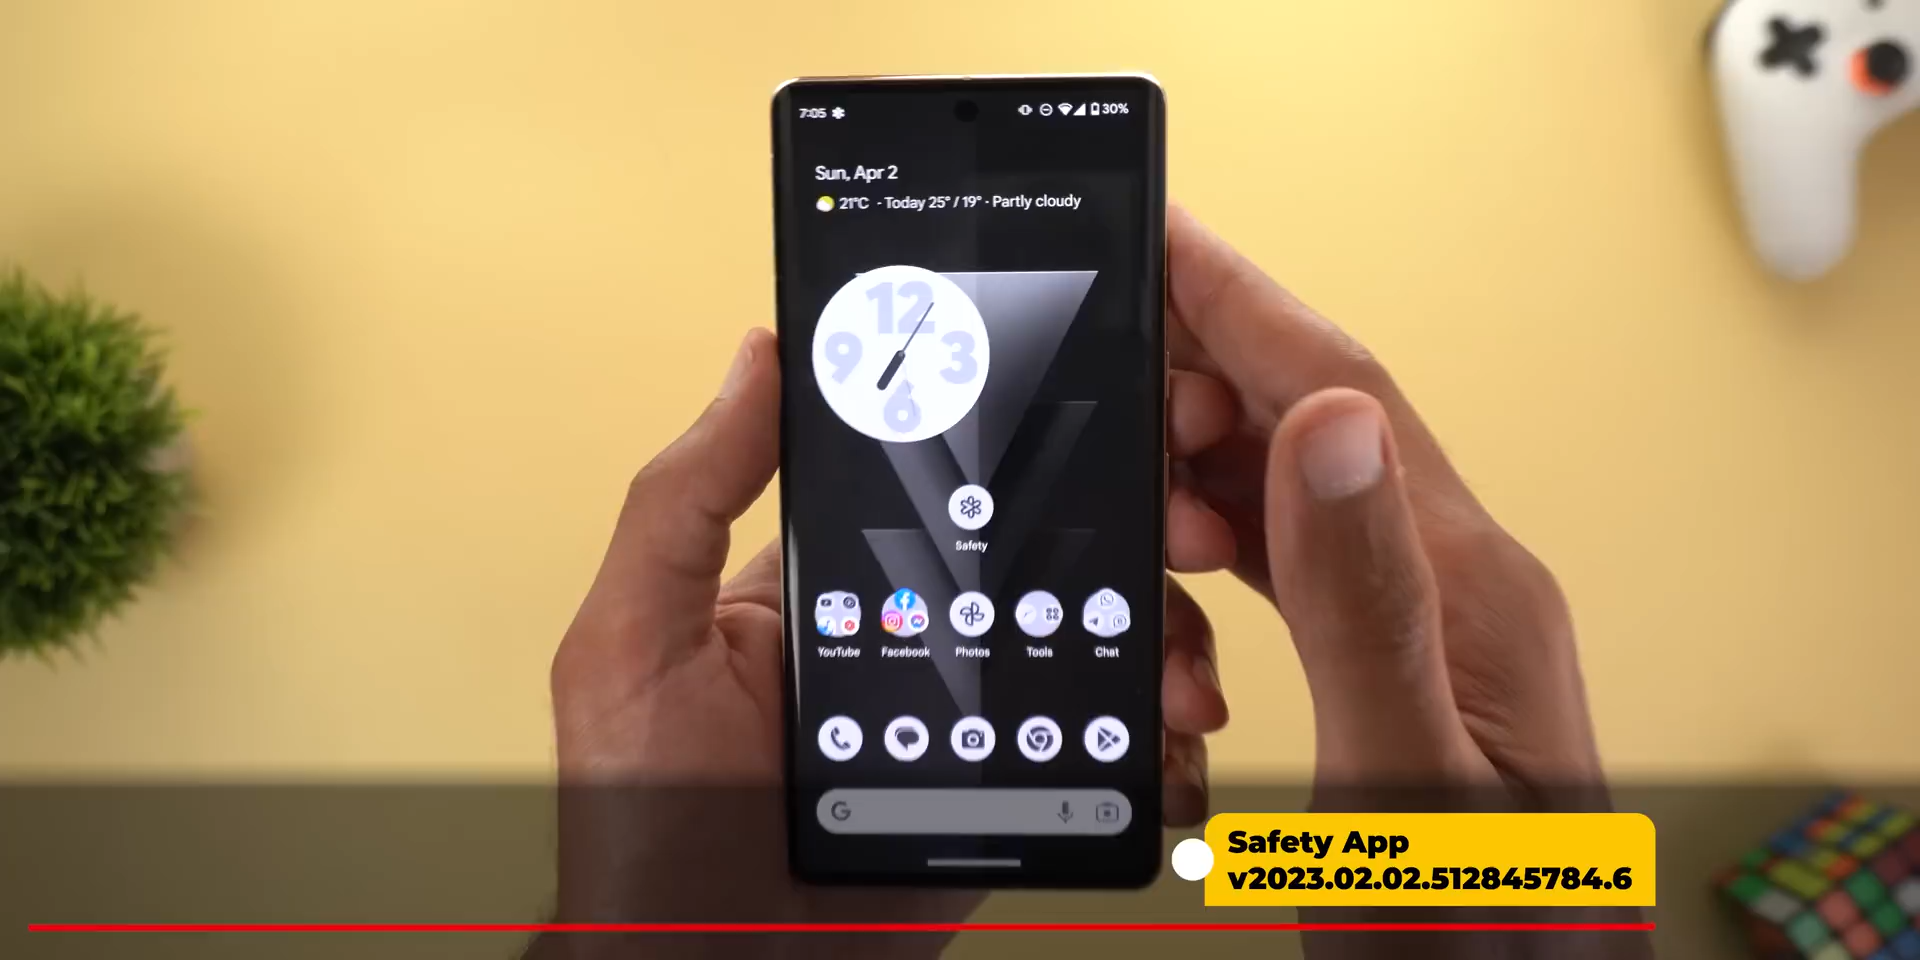 7:05
30%
Sun, Apr 2
21°C - Today 25° / 19° · Partly cloudy
12
9
3
6
Safety
YouTube Facebook Photos Tools Chat
G
Safety App
v2023.02.02.512845784.6